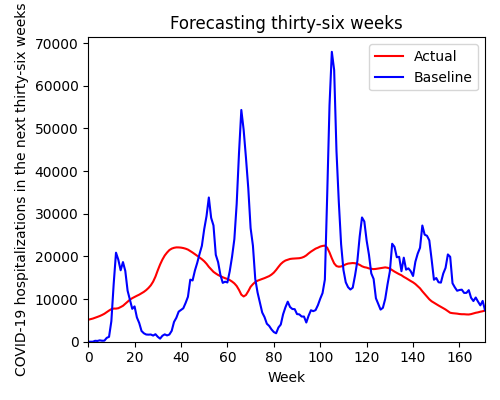 Forecasting thirty-six weeks
COVID-19 hospitalizations in the next thirty-six weeks
70000
60000
50000
40000
30000
20000
10000
0
Actual
Baseline
0 20 40 60 80 100 120 140 160
Week